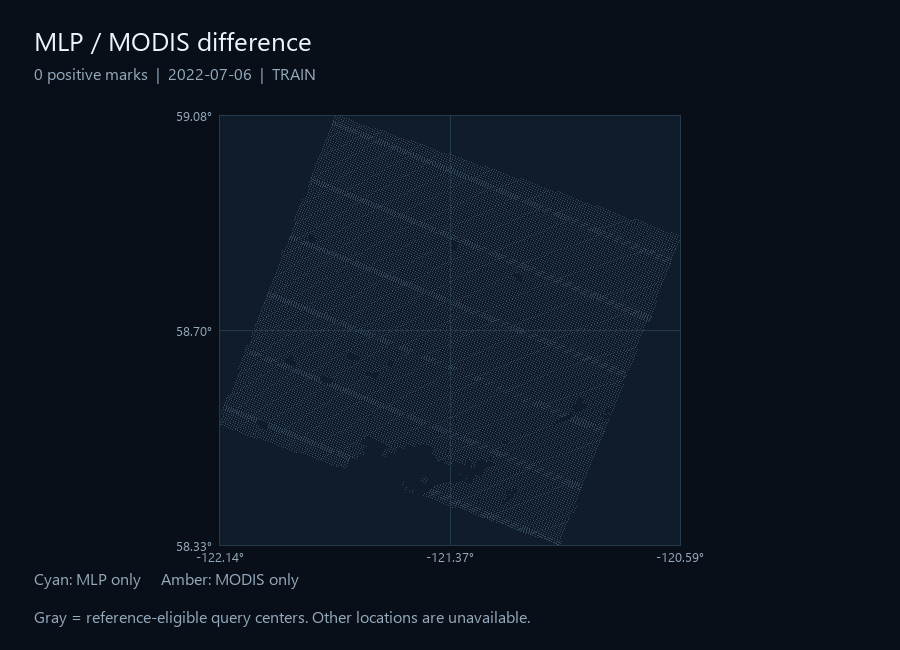 MLP / MODIS difference
0 positive marks | 2022-07-06 | TRAIN
59.08°
58.70°
58.33°
-122.14° -121.37° -120.59°
Cyan: MLP only Amber: MODIS only
Gray = reference-eligible query centers. Other locations are unavailable.